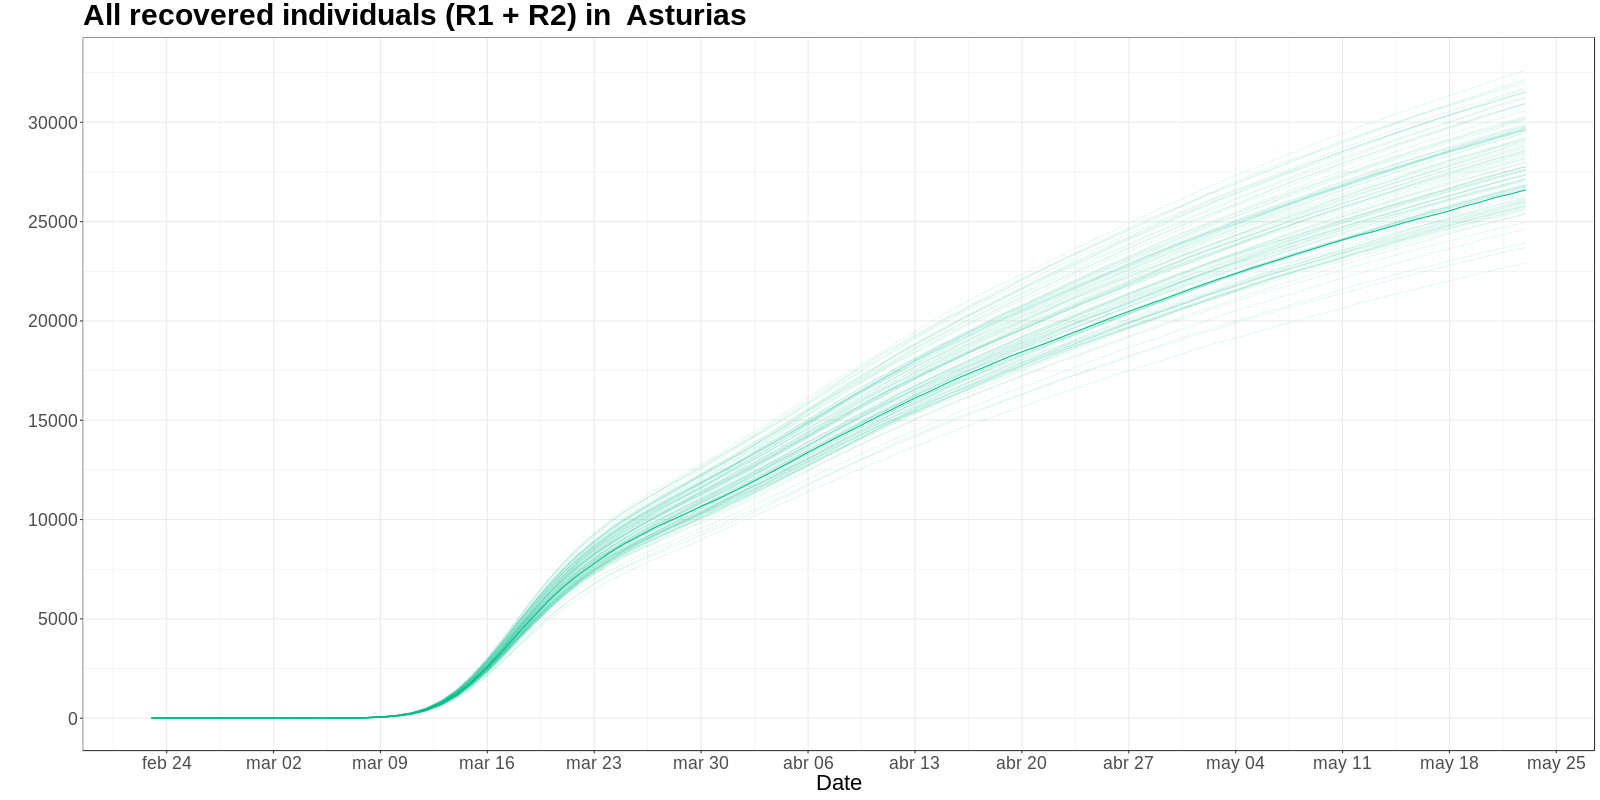 All recovered individuals (R1 + R2) in  Asturias
30000
25000
20000
15000
10000
5000
0
feb 24 mar 02 mar 09 mar 16 mar 23 mar 30 abr 06 abr 13 abr 20 abr 27 may 04 may 11 may 18 may 25
Date